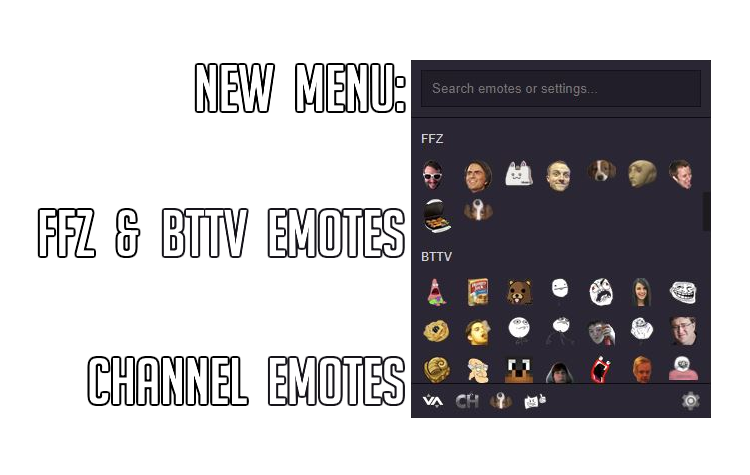 NEW MENU:
Search emotes or settings...
FFZ
FFZ & BTTV EMOTES
BTTV
CHANNEL EMOTES
CH